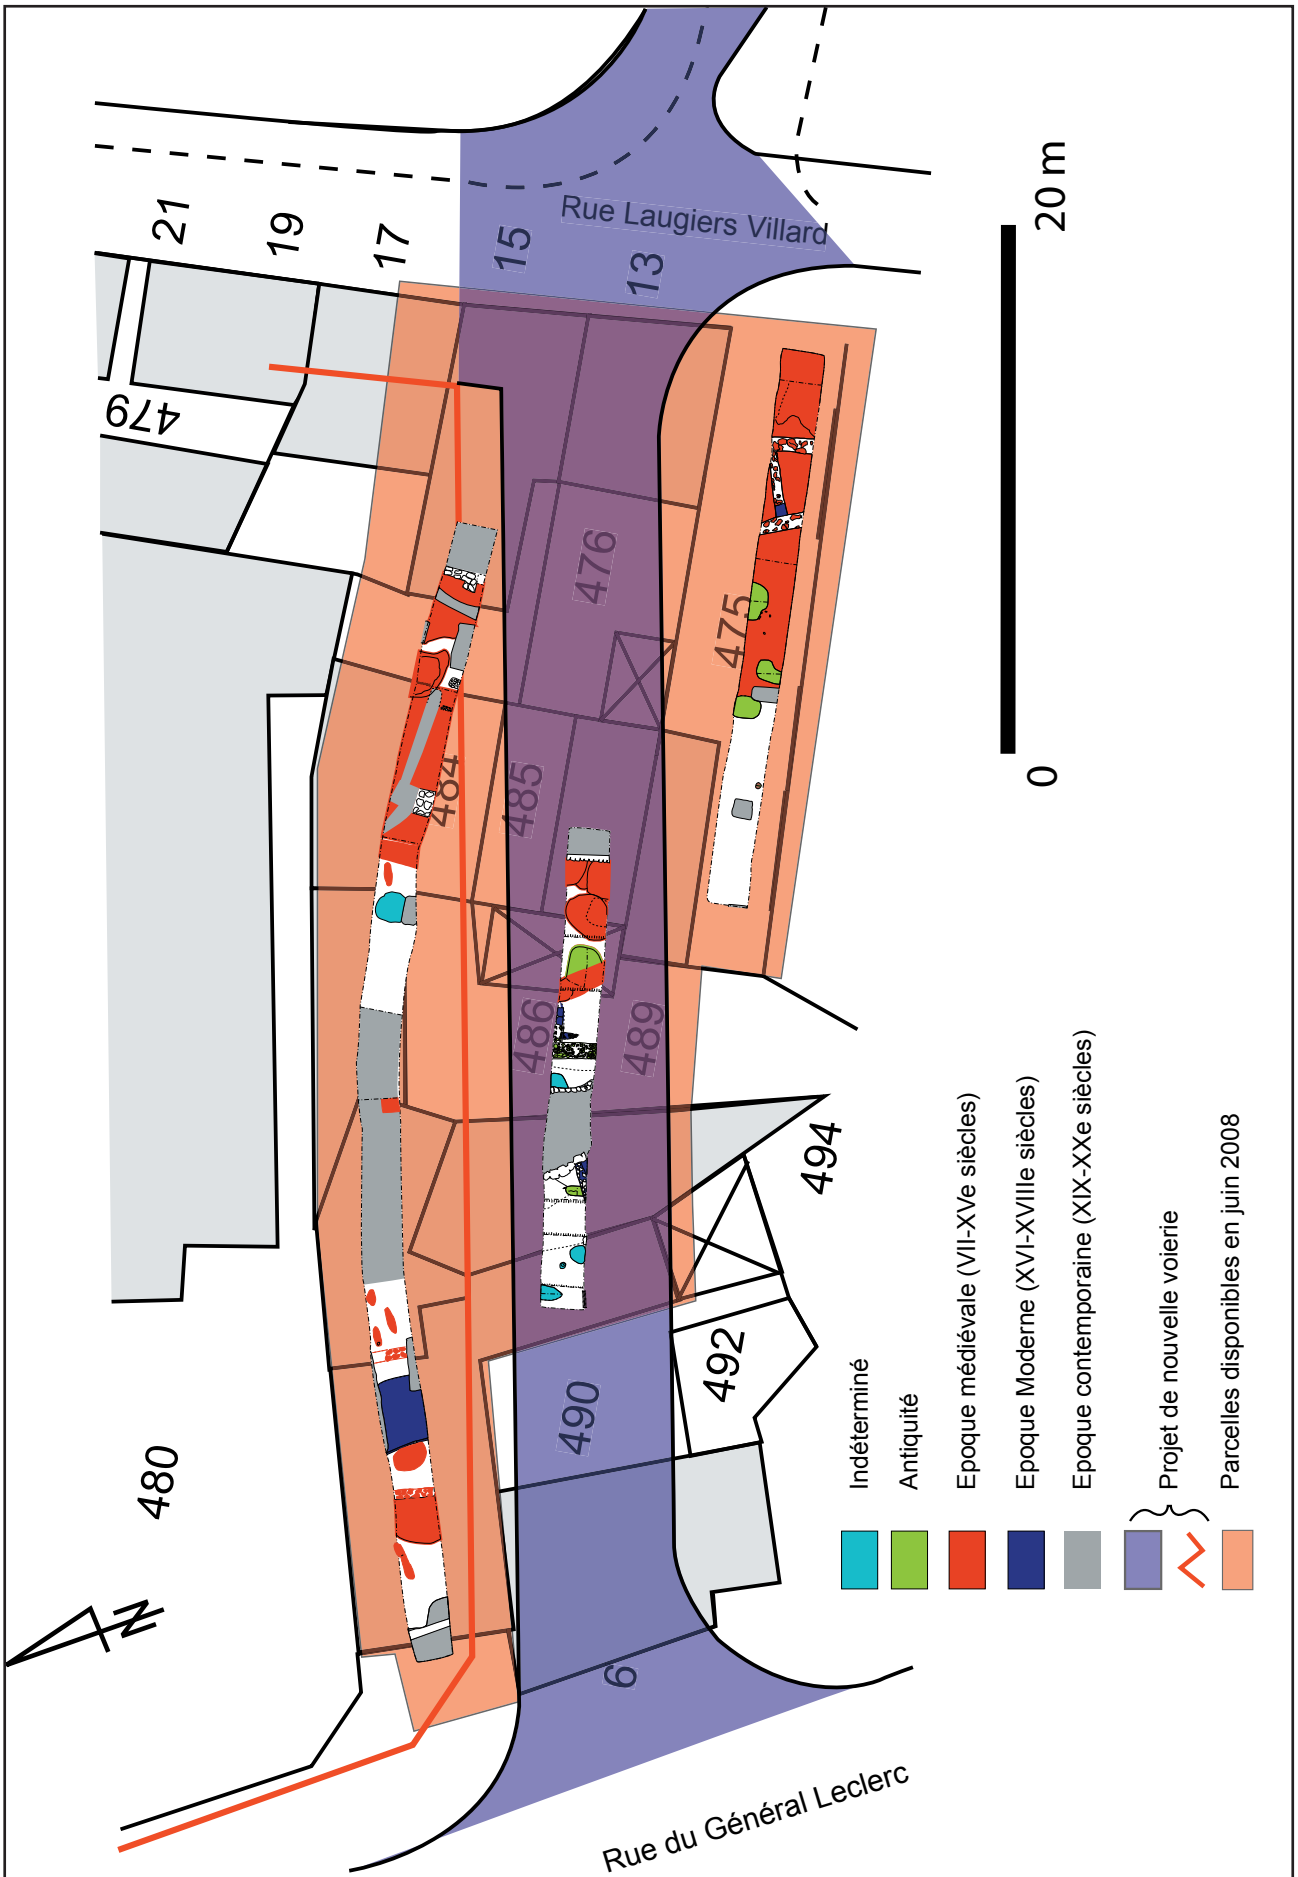 21
19
17
15
13
Rue Laugiers Villard
479
476
475
484
485
486
489
494
492
490
480
6
N
Rue du Général Leclerc
20 m
0
Indéterminé
Antiquité
Epoque médiévale (VII-XVe siècles)
Epoque Moderne (XVI-XVIIIe siècles)
Epoque contemporaine (XIX-XXe siècles)
Projet de nouvelle voierie
Parcelles disponibles en juin 2008